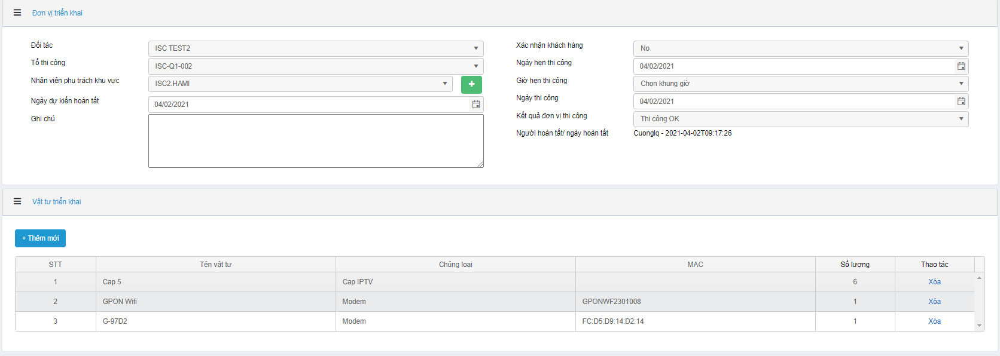 Đơn vị triển khai
Đối tác
ISC TEST2
Tổ thi công
ISC-Q1-002
Nhân viên phụ trách khu vực
ISC2.HAMI
+
Ngày dự kiến hoàn tất
04/02/2021
Ghi chú
Xác nhận khách hàng
No
Ngày hẹn thi công
04/02/2021
Giờ hẹn thi công
Chọn khung giờ
Ngày thi công
04/02/2021
Kết quả đơn vị thi công
Thi công OK
Người hoàn tất/ ngày hoàn tất
Cuonglq - 2021-04-02T09:17:26
Vật tư triển khai
+ Thêm mới
STT Tên vật tư Chủng loại MAC Số lượng Thao tác
1 Cap 5 Cap IPTV 6 Xóa
2 GPON Wifi Modem GPONWF2301008 1 Xóa
3 G-97D2 Modem FC:D5:D9:14:D2:14 1 Xóa